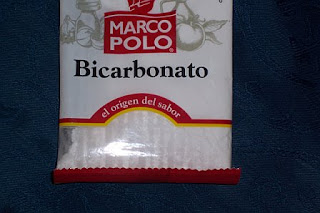 MARCO
POLO
Bicarbonato
el origen del sabor